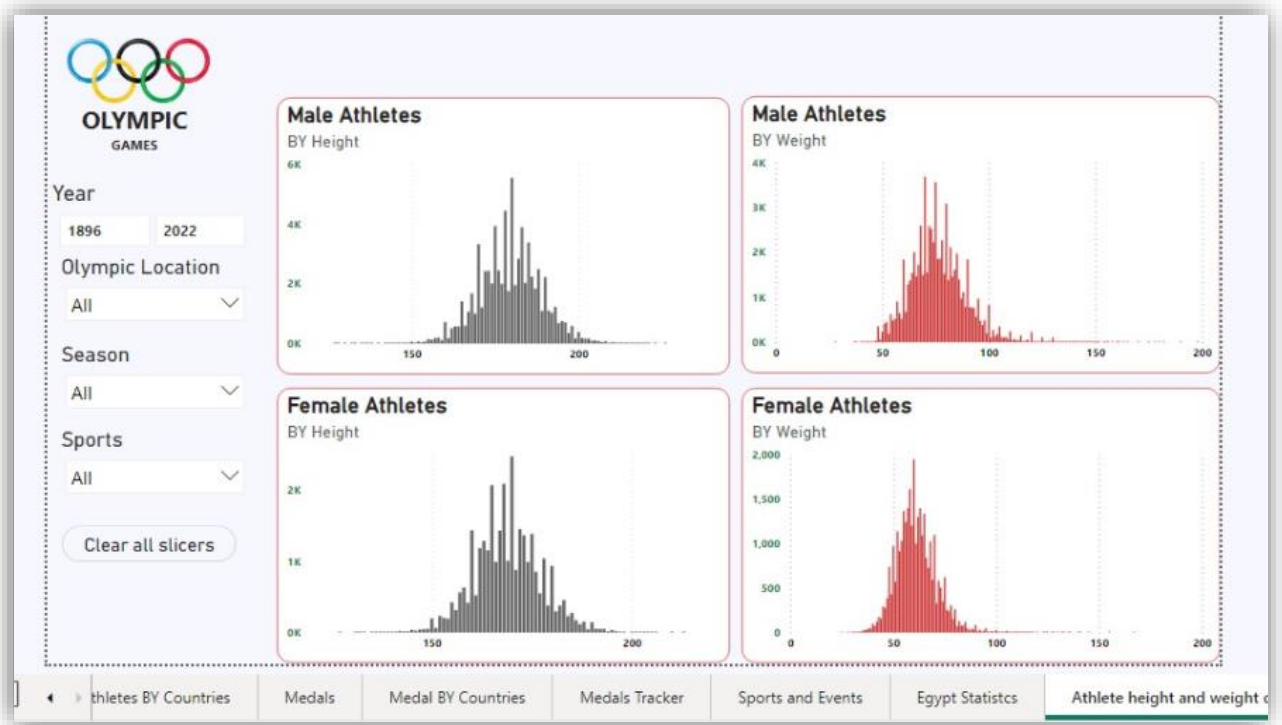 OLYMPIC
GAMES
Year
1896 2022
Olympic Location
All
Season
All
Sports
All
Clear all slicers
Male Athletes
BY Height
6K
4K
2K
0K
150 200
Male Athletes
BY Weight
4K
3K
2K
1K
0K
0 50 100 150 200
Female Athletes
BY Height
2K
1K
0K
150 200
Female Athletes
BY Weight
2,000
1,500
1,000
500
0
0 50 100 150 200
thletes BY Countries Medals Medal BY Countries Medals Tracker Sports and Events Egypt Statistcs Athlete height and weight